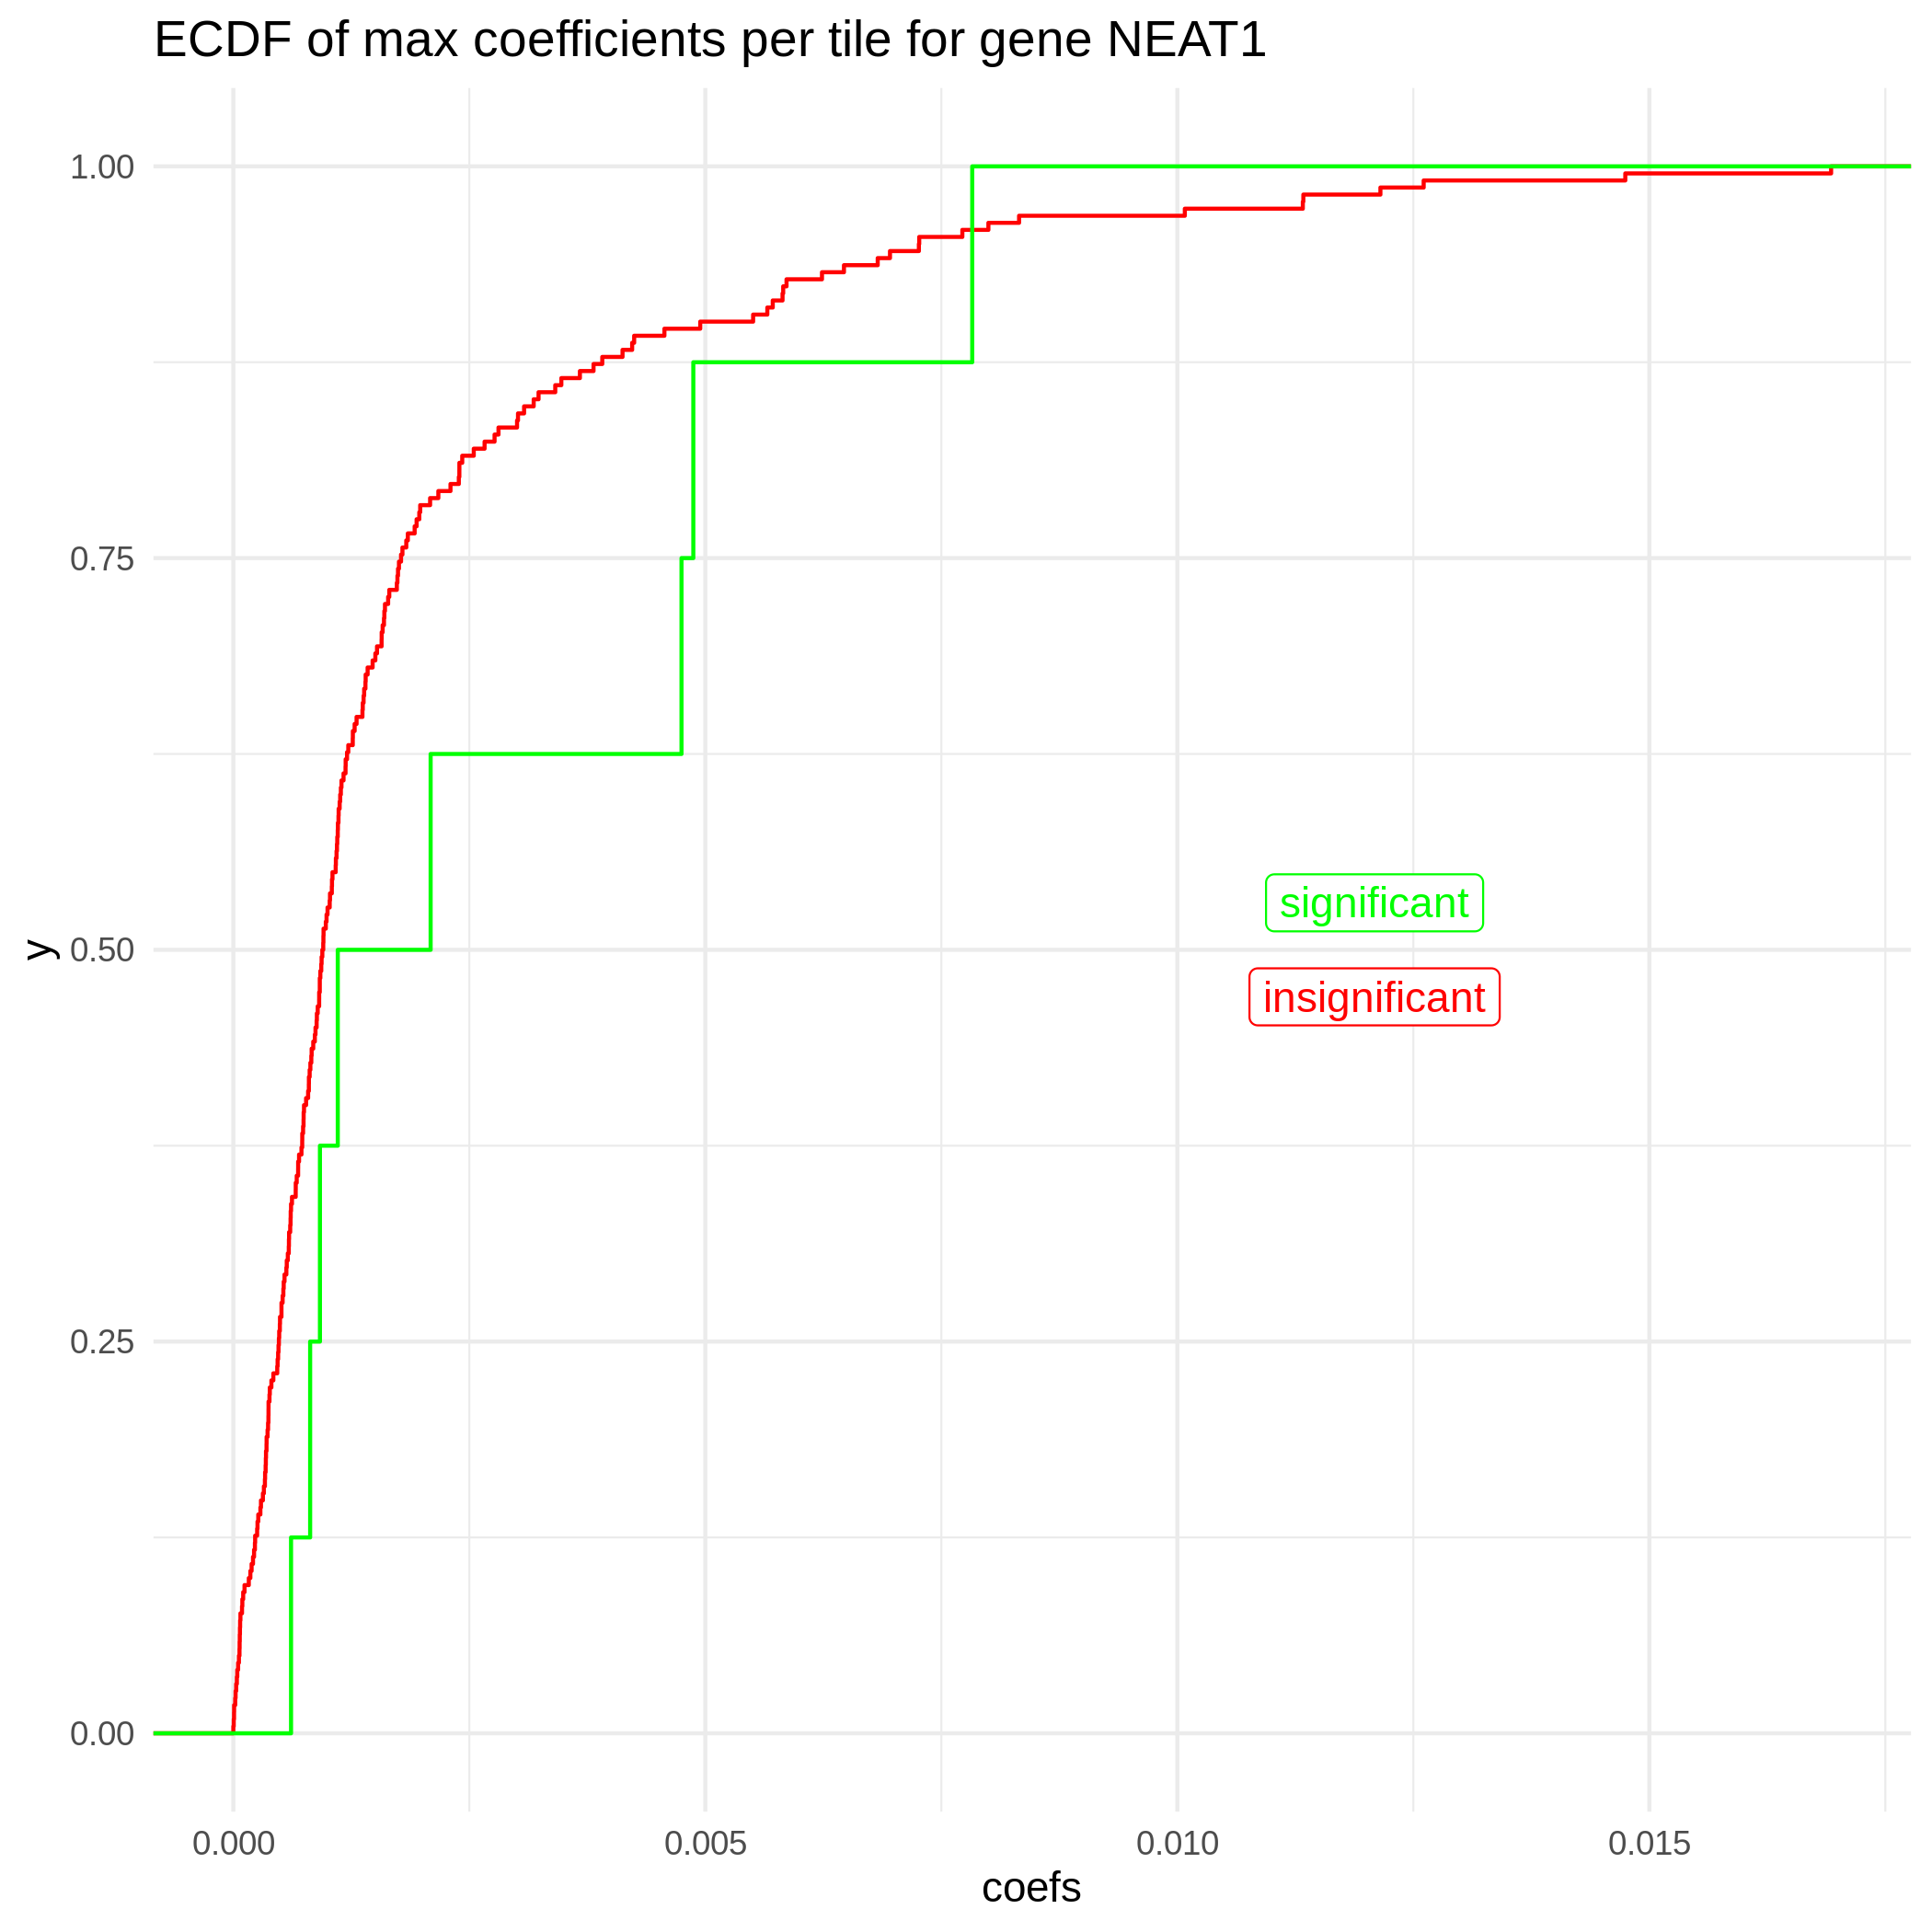 ECDF of max coefficients per tile for gene NEAT1
1.00
0.75
0.50
0.25
0.00
y
significant
insignificant
0.000
0.005
0.010
0.015
coefs